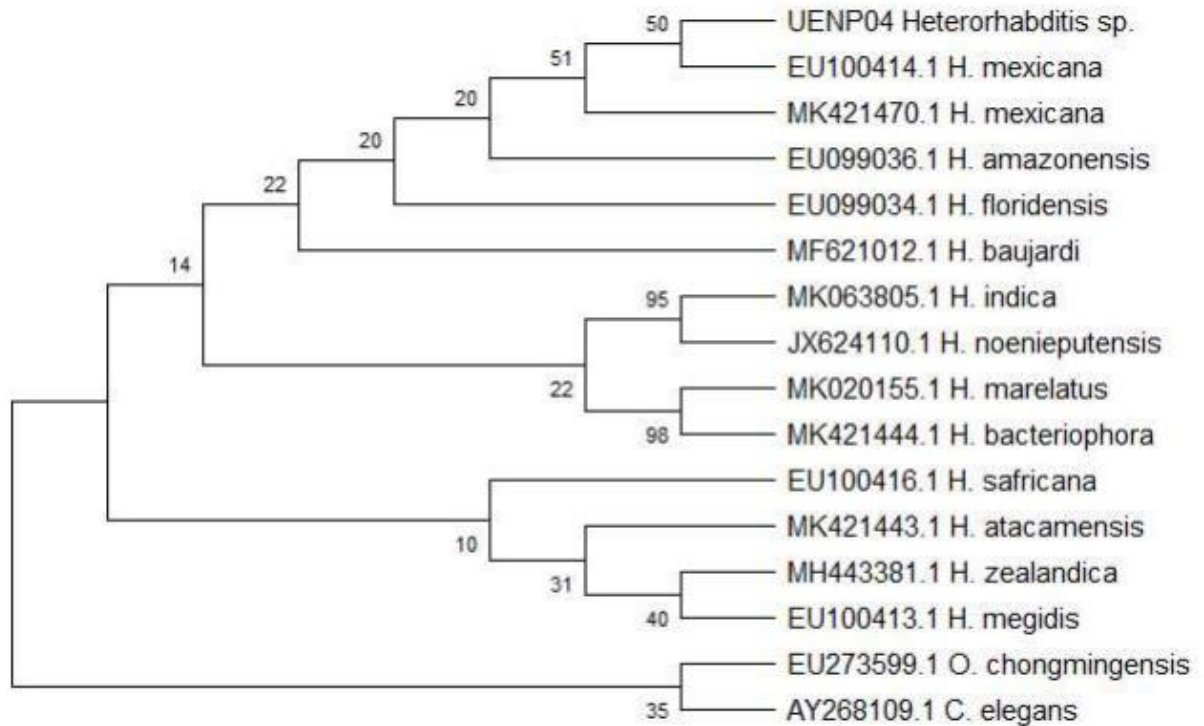 50
UENP04 Heterorhabditis sp.
51
EU100414.1 H. mexicana
20
MK421470.1 H. mexicana
20
EU099036.1 H. amazonensis
22
EU099034.1 H. floridensis
14
MF621012.1 H. baujardi
95
MK063805.1 H. indica
JX624110.1 H. noenieputensis
22
MK020155.1 H. marelatus
98
MK421444.1 H. bacteriophora
EU100416.1 H. safricana
10
MK421443.1 H. atacamensis
31
MH443381.1 H. zealandica
40
EU100413.1 H. megidis
EU273599.1 O. chongmingensis
35
AY268109.1 C. elegans